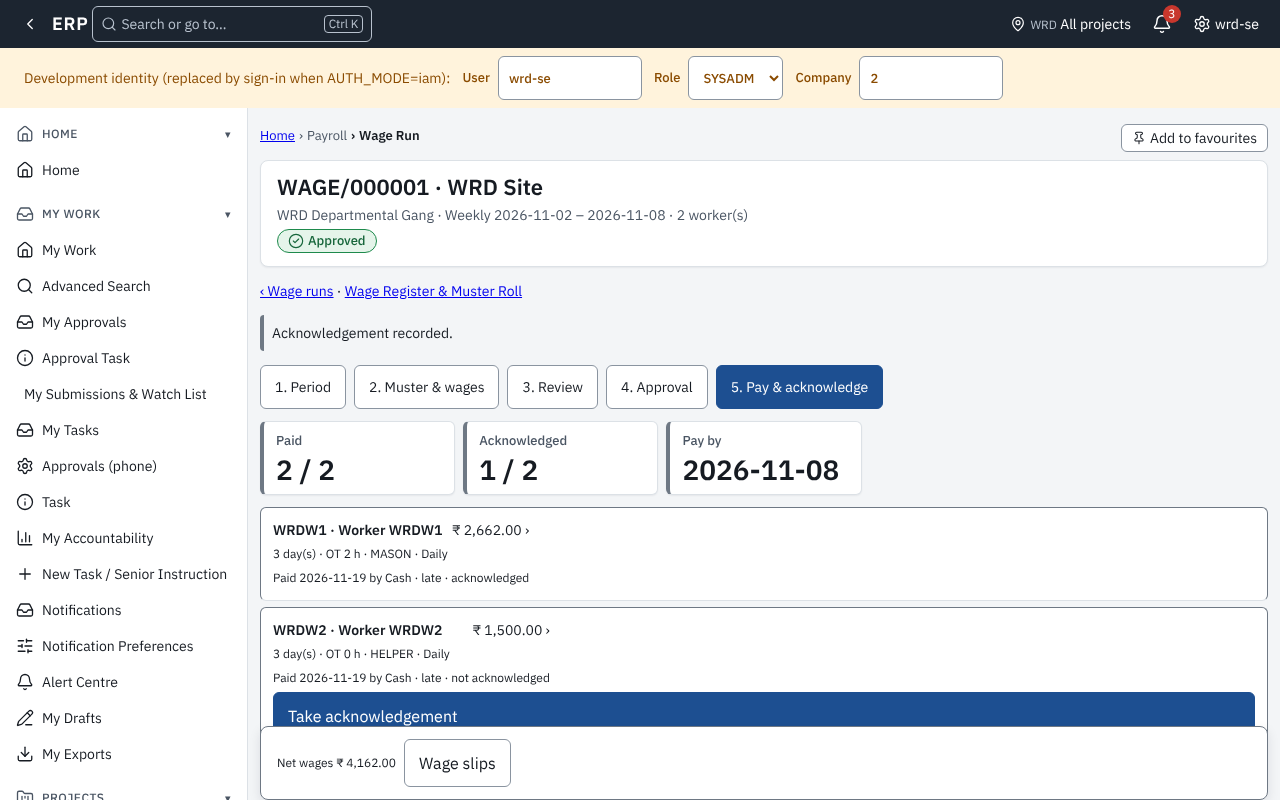 ERP
Search or go to…
Ctrl K
WRD All projects
3
wrd-se
Development identity (replaced by sign-in when AUTH_MODE=iam):
User
wrd-se
Role
SYSADM
Company
2
HOME
Home
MY WORK
My Work
Advanced Search
My Approvals
Approval Task
My Submissions & Watch List
My Tasks
Approvals (phone)
Task
My Accountability
New Task / Senior Instruction
Notifications
Notification Preferences
Alert Centre
My Drafts
My Exports
PROJECTS
Home › Payroll › Wage Run
Add to favourites
WAGE/000001 · WRD Site
WRD Departmental Gang · Weekly 2026-11-02 – 2026-11-08 · 2 worker(s)
Approved
‹ Wage runs · Wage Register & Muster Roll
Acknowledgement recorded.
1. Period
2. Muster & wages
3. Review
4. Approval
5. Pay & acknowledge
Paid
2 / 2
Acknowledged
1 / 2
Pay by
2026-11-08
WRDW1 · Worker WRDW1 ₹ 2,662.00 ›
3 day(s) · OT 2 h · MASON · Daily
Paid 2026-11-19 by Cash · late · acknowledged
WRDW2 · Worker WRDW2 ₹ 1,500.00 ›
3 day(s) · OT 0 h · HELPER · Daily
Paid 2026-11-19 by Cash · late · not acknowledged
Take acknowledgement
Net wages ₹ 4,162.00
Wage slips